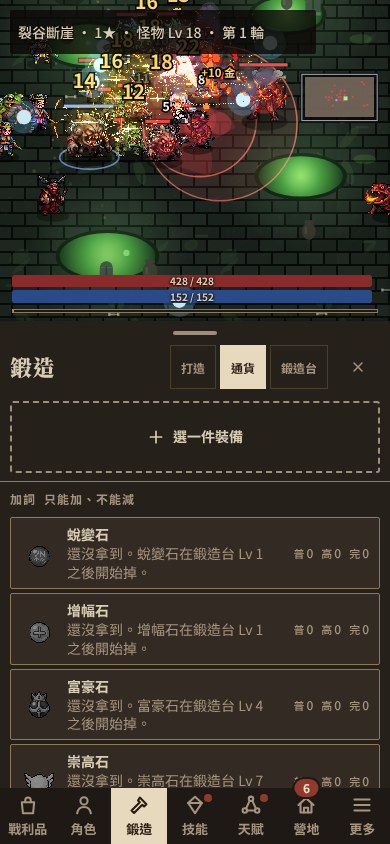 16
裂谷斷崖 · 1★ · 怪物 Lv 18 · 第 1 輪
16
18
14
12
+10 金
8
5
428 / 428
152 / 152
鍛造
打造
通貨
鍛造台
×
＋ 選一件裝備
加詞 只能加、不能減
蛻變石
還沒拿到。蛻變石在鍛造台 Lv 1
之後開始掉。
普0 高0 完0
增幅石
還沒拿到。增幅石在鍛造台 Lv 1
之後開始掉。
普0 高0 完0
富豪石
還沒拿到。富豪石在鍛造台 Lv 4
之後開始掉。
普0 高0 完0
崇高石
還沒拿到。崇高石在鍛造台 Lv 7
6
戰利品
角色
鍛造
技能
天賦
營地
更多